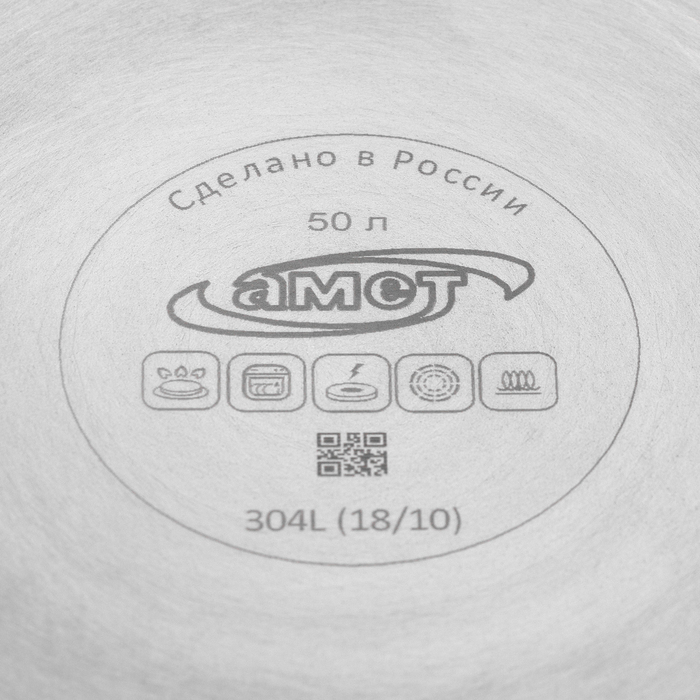 Сделано в России
50 л
амет
304L (18/10)